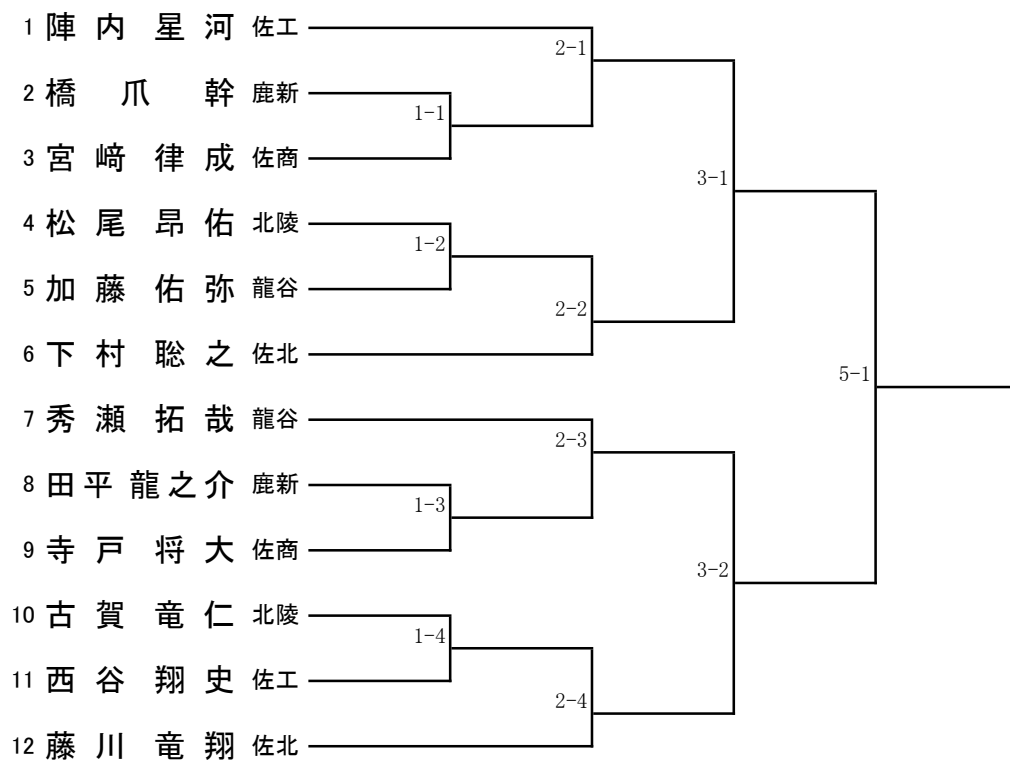 1 陣内星河 佐工
2-1
2 橋爪幹 鹿新
1-1
3 宮﨑律成 佐商
3-1
4 松尾昂佑 北陵
1-2
5 加藤佑弥 龍谷
2-2
6 下村聡之 佐北
5-1
7 秀瀬拓哉 龍谷
2-3
8 田平龍之介 鹿新
1-3
9 寺戸将大 佐商
3-2
10 古賀竜仁 北陵
1-4
11 西谷翔史 佐工
2-4
12 藤川竜翔 佐北